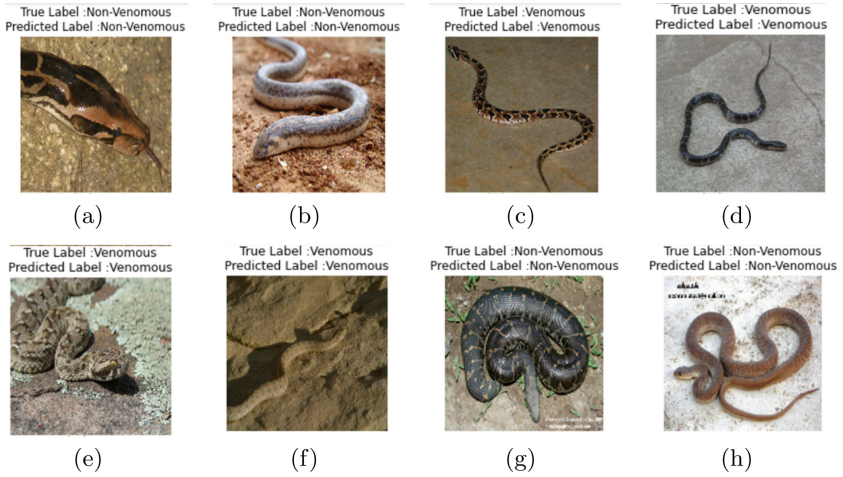 True Label :Non-Venomous
Predicted Label :Non-Venomous
True Label :Non-Venomous
Predicted Label :Non-Venomous
True Label :Venomous
Predicted Label :Venomous
True Label :Venomous
Predicted Label :Venomous
(a)
(b)
(c)
(d)
True Label :Venomous
Predicted Label :Venomous
True Label :Venomous
Predicted Label :Venomous
True Label :Non-Venomous
Predicted Label :Non-Venomous
True Label :Non-Venomous
Predicted Label :Non-Venomous
(e)
(f)
(g)
(h)